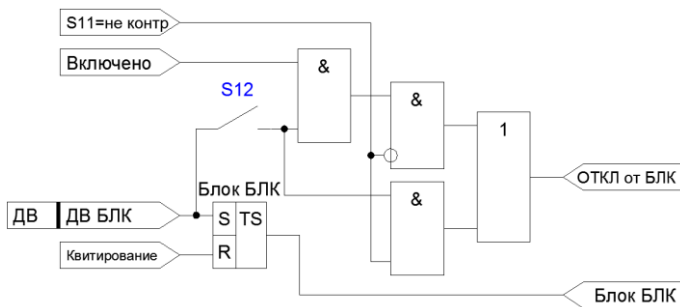 S11=не контр
Включено
&
S12
&
1
ОТКЛ от БЛК
Блок БЛК
ДВ ДВ БЛК
S TS
&
R
Квитирование
Блок БЛК